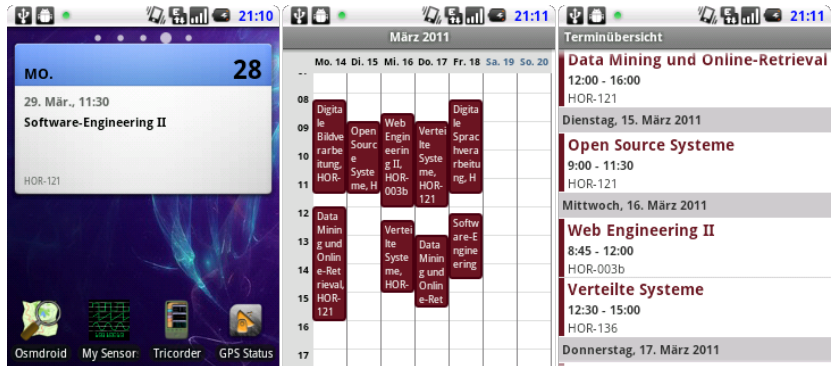 21:10
MO.
28
29. Mär., 11:30
Software-Engineering II
HOR-121
Osmdroid
My Sensor
Tricorder
GPS Status
21:11
März 2011
Mo. 14 Di. 15 Mi. 16 Do. 17 Fr. 18 Sa. 19 So. 20
08
09
10
11
12
13
14
15
16
17
Digita
le
Bildve
rarbe
itung,
HOR-
Data
Minin
g und
Onlin
e-Ret
rieval,
HOR-
121
Open
Sourc
e
Syste
me, H
Web
Engin
eerin
g II,
HOR-
003b
Vertei
lte
Syste
me,
HOR-
Vertei
lte
Syste
me,
HOR-
121
Data
Minin
g und
Onlin
e-Ret
Digita
le
Sprac
hvera
rbeitu
ng, H
Softw
are-E
ngine
ering
21:11
Terminübersicht
Data Mining und Online-Retrieval
12:00 - 16:00
HOR-121
Dienstag, 15. März 2011
Open Source Systeme
9:00 - 11:30
HOR-121
Mittwoch, 16. März 2011
Web Engineering II
8:45 - 12:00
HOR-003b
Verteilte Systeme
12:30 - 15:00
HOR-136
Donnerstag, 17. März 2011